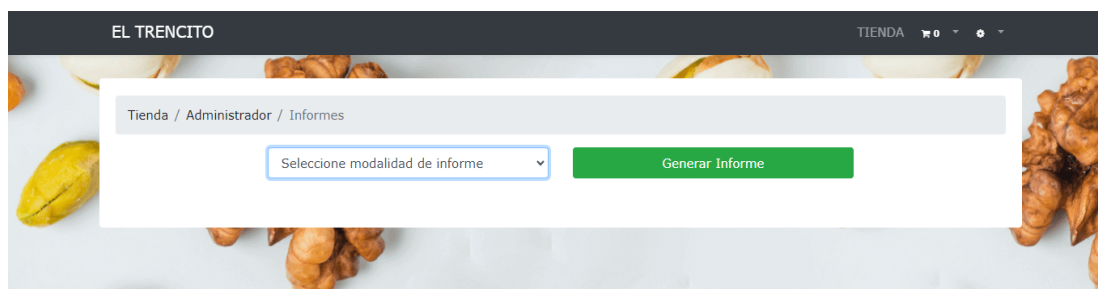 EL TRENCITO
TIENDA 0
Tienda / Administrador / Informes
Seleccione modalidad de informe
Generar Informe